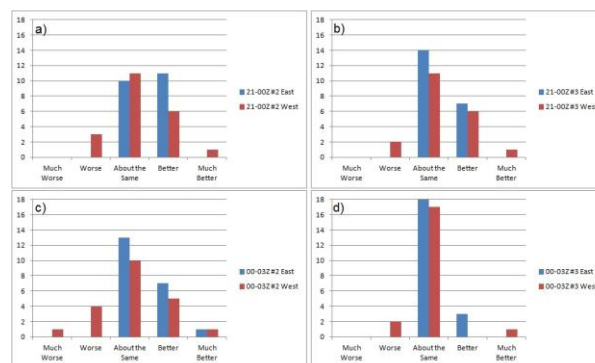 a)
18
16
14
12
10
8
6
4
2
0
Much Worse
Worse
About the Same
Better
Much Better
21-00Z#2 East
21-00Z#2 West
b)
18
16
14
12
10
8
6
4
2
0
Much Worse
Worse
About the Same
Better
Much Better
21-00Z#3 East
21-00Z#3 West
c)
18
16
14
12
10
8
6
4
2
0
Much Worse
Worse
About the Same
Better
Much Better
00-03Z#2 East
00-03Z#2 West
d)
18
16
14
12
10
8
6
4
2
0
Much Worse
Worse
About the Same
Better
Much Better
00-03Z#3 East
00-03Z#3 West